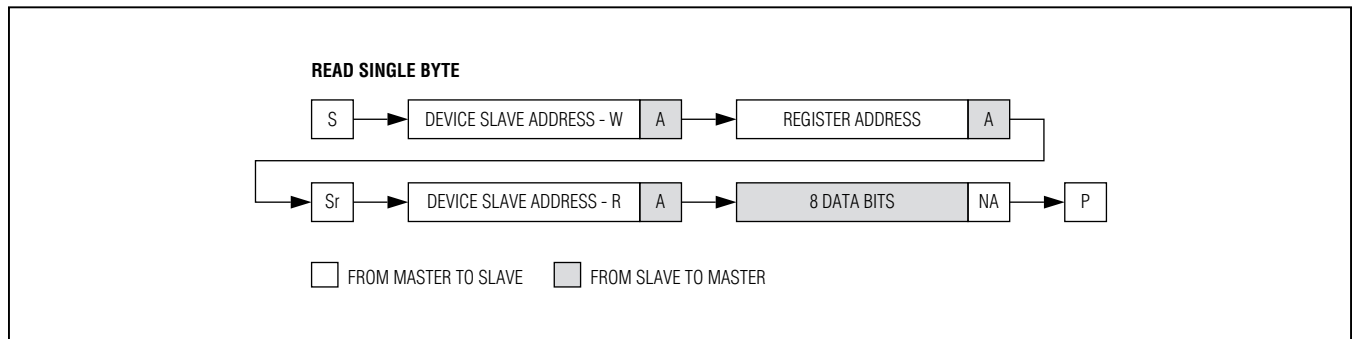 READ SINGLE BYTE
S DEVICE SLAVE ADDRESS - W A REGISTER ADDRESS A
Sr DEVICE SLAVE ADDRESS - R A 8 DATA BITS NA P
FROM MASTER TO SLAVE FROM SLAVE TO MASTER